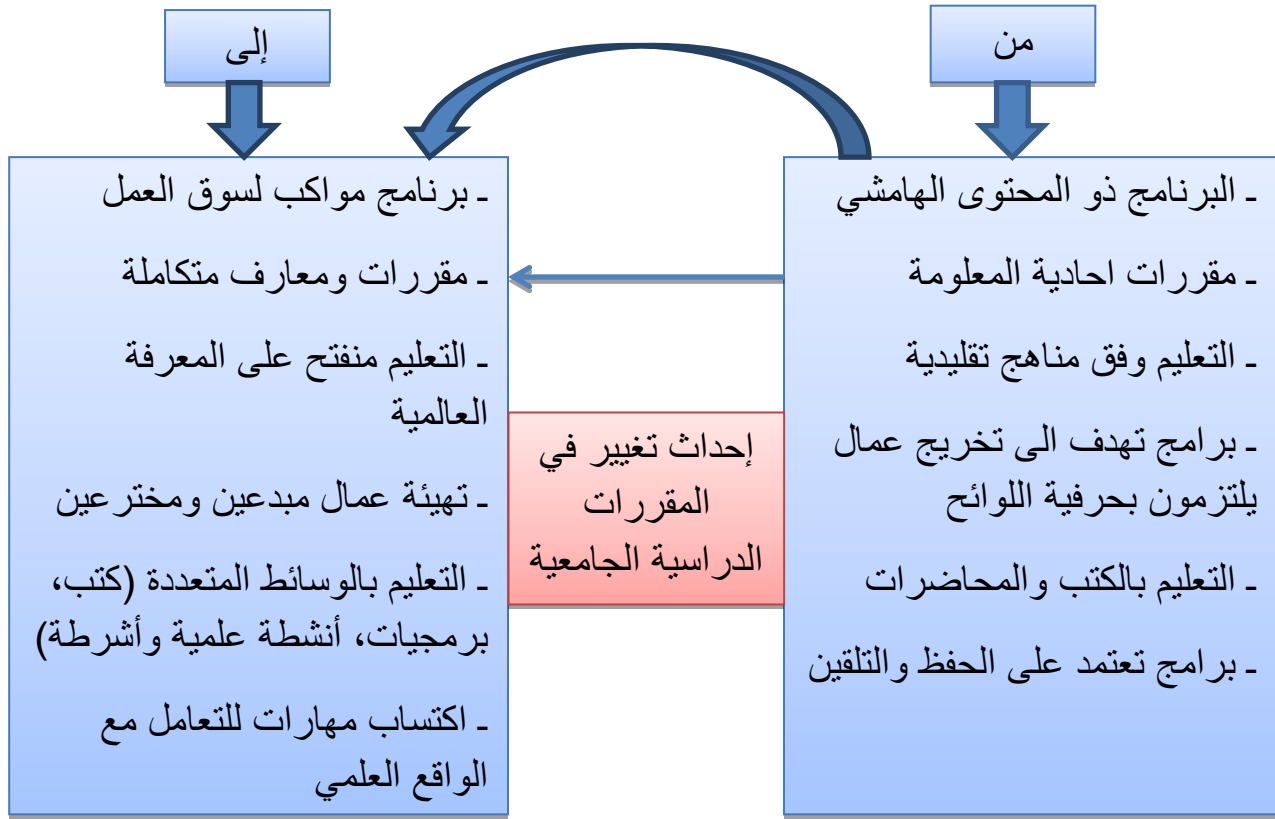 من
ـ البرنامج ذو المحتوى الهامشي
ـ مقررات احادية المعلومة
ـ التعليم وفق مناهج تقليدية
ـ برامج تهدف الى تخريج عمال
يلتزمون بحرفية اللوائح
ـ التعليم بالكتب والمحاضرات
ـ برامج تعتمد على الحفظ والتلقين
إحداث تغيير في
المقررات
الدراسية الجامعية
إلى
ـ برنامج مواكب لسوق العمل
ـ مقررات ومعارف متكاملة
ـ التعليم منفتح على المعرفة
العالمية
ـ تهيئة عمال مبدعين ومخترعين
ـ التعليم بالوسائط المتعددة (كتب،
برمجيات، أنشطة علمية وأشرطة)
ـ اكتساب مهارات للتعامل مع
الواقع العلمي